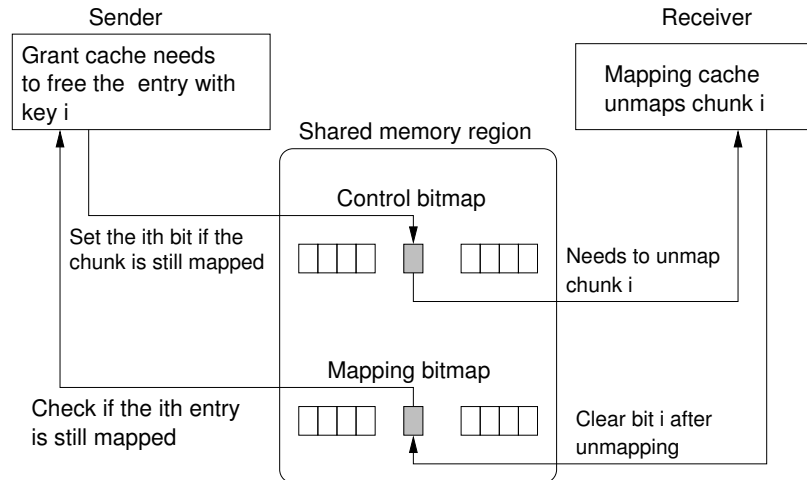 Sender
Receiver
Grant cache needs
to free the entry with
key i
Mapping cache
unmaps chunk i
Shared memory region
Control bitmap
Set the ith bit if the
chunk is still mapped
Needs to unmap
chunk i
Mapping bitmap
Check if the ith entry
is still mapped
Clear bit i after
unmapping